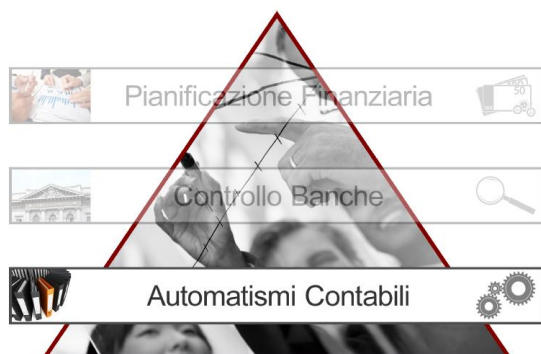 Pianificazione Finanziaria
Controllo Banche
Automatismi Contabili